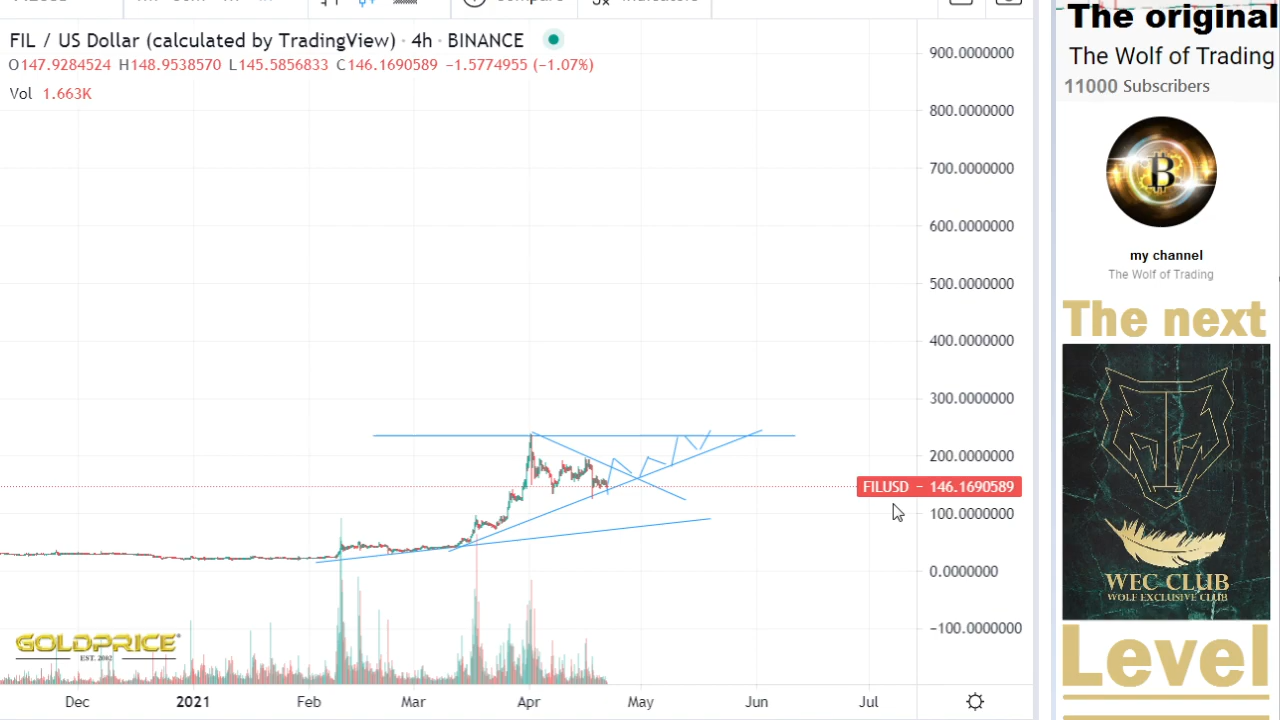 FIL / US Dollar (calculated by TradingView) · 4h · BINANCE
O147.9284524 H148.9538570 L145.5856833 C146.1690589 −1.5774955 (−1.07%)
Vol 1.663K
900.0000000
800.0000000
700.0000000
600.0000000
500.0000000
400.0000000
300.0000000
200.0000000
FILUSD − 146.1690589
100.0000000
0.0000000
−100.0000000
GOLDPRICE
EST. 2002
Dec 2021 Feb Mar Apr May Jun Jul
The original
The Wolf of Trading
11000 Subscribers
B
my channel
The Wolf of Trading
The next
WEC CLUB
WOLF EXCLUSIVE CLUB
Level